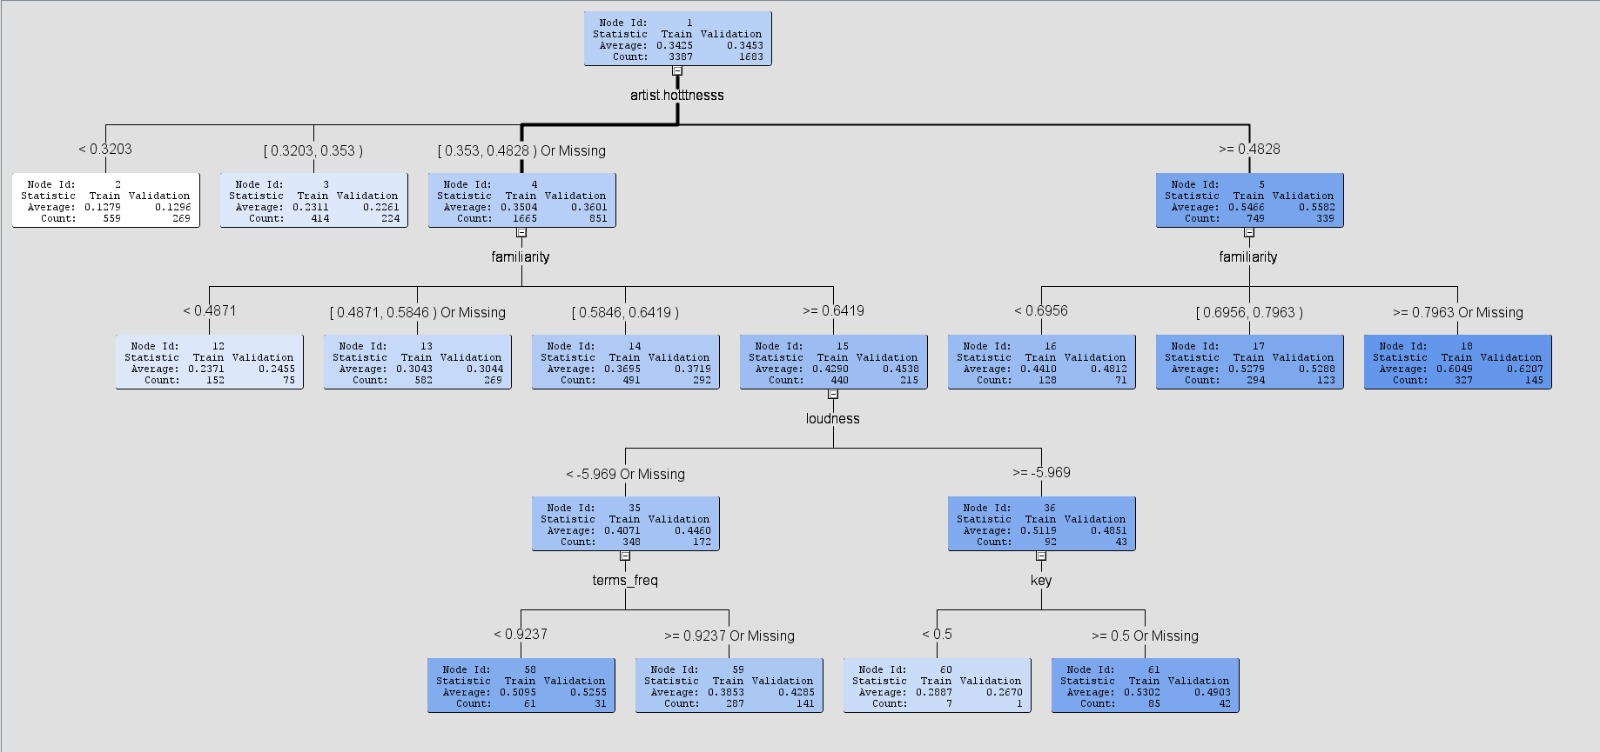 Node Id: 1
Statistic Train Validation
Average: 0.3425 0.3453
Count: 3387 1683
artist.hotttnesss
< 0.3203
[ 0.3203, 0.353 )
[ 0.353, 0.4828 ) Or Missing
>= 0.4828
Node Id: 2
Statistic Train Validation
Average: 0.1279 0.1296
Count: 559 269
Node Id: 3
Statistic Train Validation
Average: 0.2311 0.2261
Count: 414 224
Node Id: 4
Statistic Train Validation
Average: 0.3504 0.3601
Count: 1665 851
Node Id: 5
Statistic Train Validation
Average: 0.5466 0.5582
Count: 749 339
familiarity
familiarity
< 0.4871
[ 0.4871, 0.5846 ) Or Missing
[ 0.5846, 0.6419 )
>= 0.6419
< 0.6956
[ 0.6956, 0.7963 )
>= 0.7963 Or Missing
Node Id: 12
Statistic Train Validation
Average: 0.2371 0.2455
Count: 152 75
Node Id: 13
Statistic Train Validation
Average: 0.3043 0.3044
Count: 582 269
Node Id: 14
Statistic Train Validation
Average: 0.3695 0.3719
Count: 491 292
Node Id: 15
Statistic Train Validation
Average: 0.4290 0.4538
Count: 440 215
Node Id: 16
Statistic Train Validation
Average: 0.4410 0.4812
Count: 128 71
Node Id: 17
Statistic Train Validation
Average: 0.5279 0.5288
Count: 294 123
Node Id: 18
Statistic Train Validation
Average: 0.6049 0.6207
Count: 327 145
loudness
< -5.969 Or Missing
>= -5.969
Node Id: 35
Statistic Train Validation
Average: 0.4071 0.4460
Count: 348 172
Node Id: 36
Statistic Train Validation
Average: 0.5119 0.4851
Count: 92 43
terms_freq
key
< 0.9237
>= 0.9237 Or Missing
< 0.5
>= 0.5 Or Missing
Node Id: 58
Statistic Train Validation
Average: 0.5095 0.5255
Count: 61 31
Node Id: 59
Statistic Train Validation
Average: 0.3853 0.4285
Count: 287 141
Node Id: 60
Statistic Train Validation
Average: 0.2887 0.2670
Count: 7 1
Node Id: 61
Statistic Train Validation
Average: 0.5302 0.4903
Count: 85 42